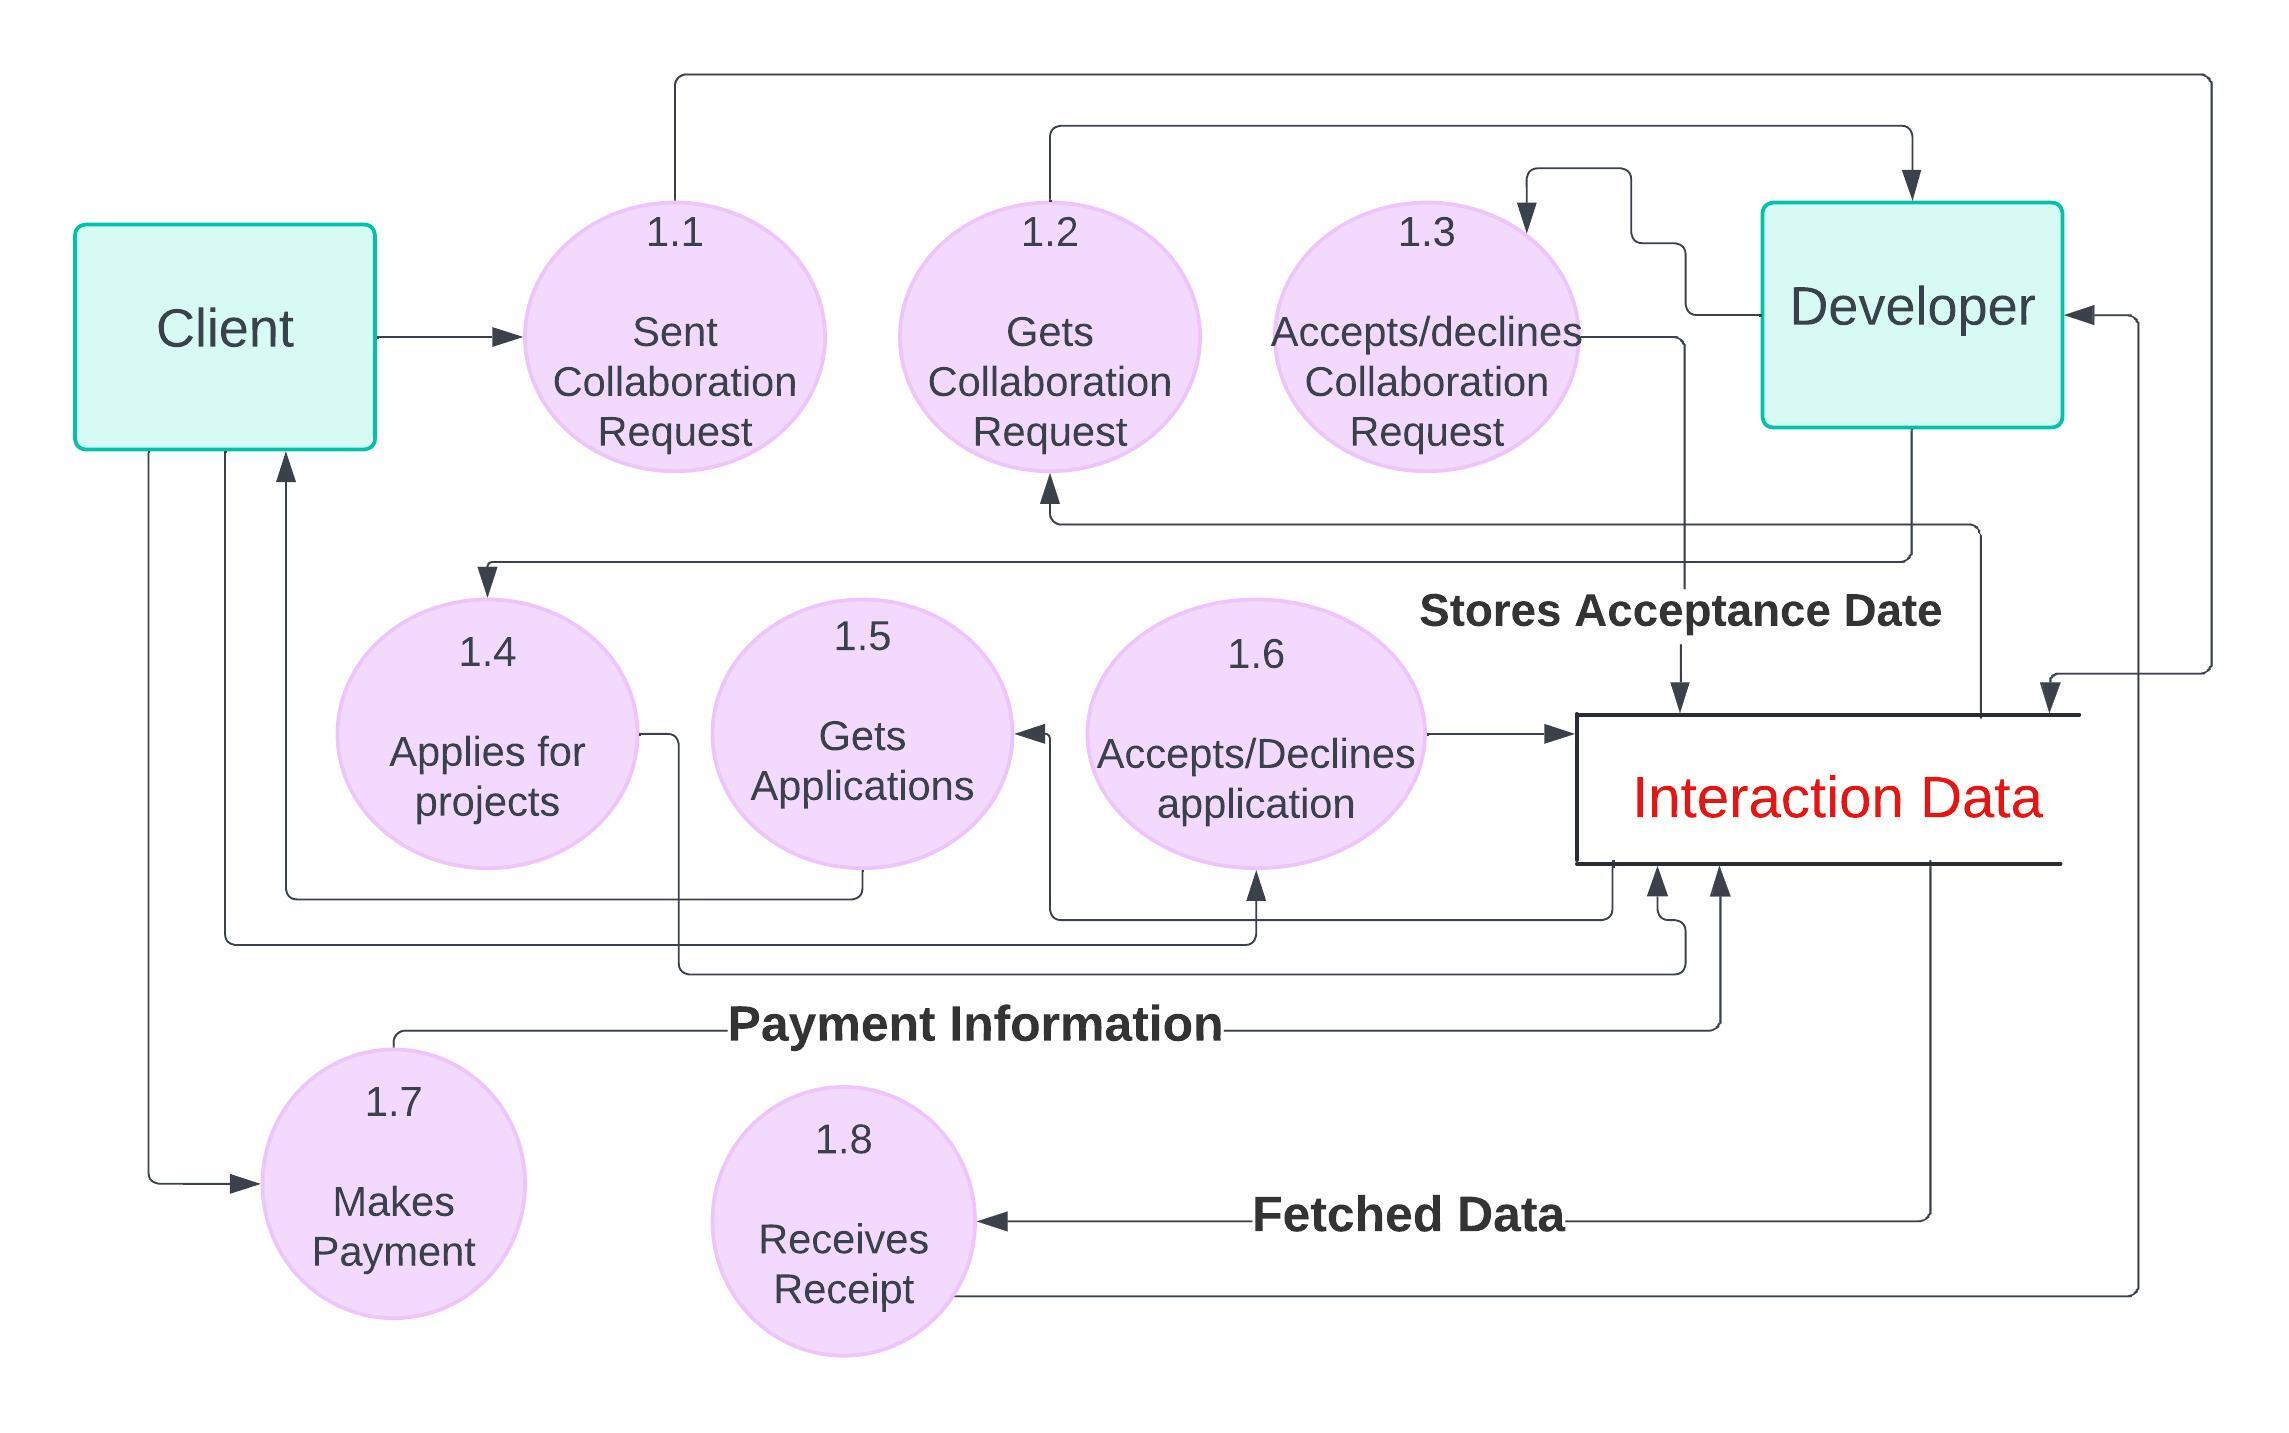 Client
1.1
Sent
Collaboration
Request
1.2
Gets
Collaboration
Request
1.3
Accepts/declines
Collaboration
Request
Developer
Stores Acceptance Date
1.4
Applies for
projects
1.5
Gets
Applications
1.6
Accepts/Declines
application
Interaction Data
Payment Information
1.7
Makes
Payment
1.8
Receives
Receipt
Fetched Data